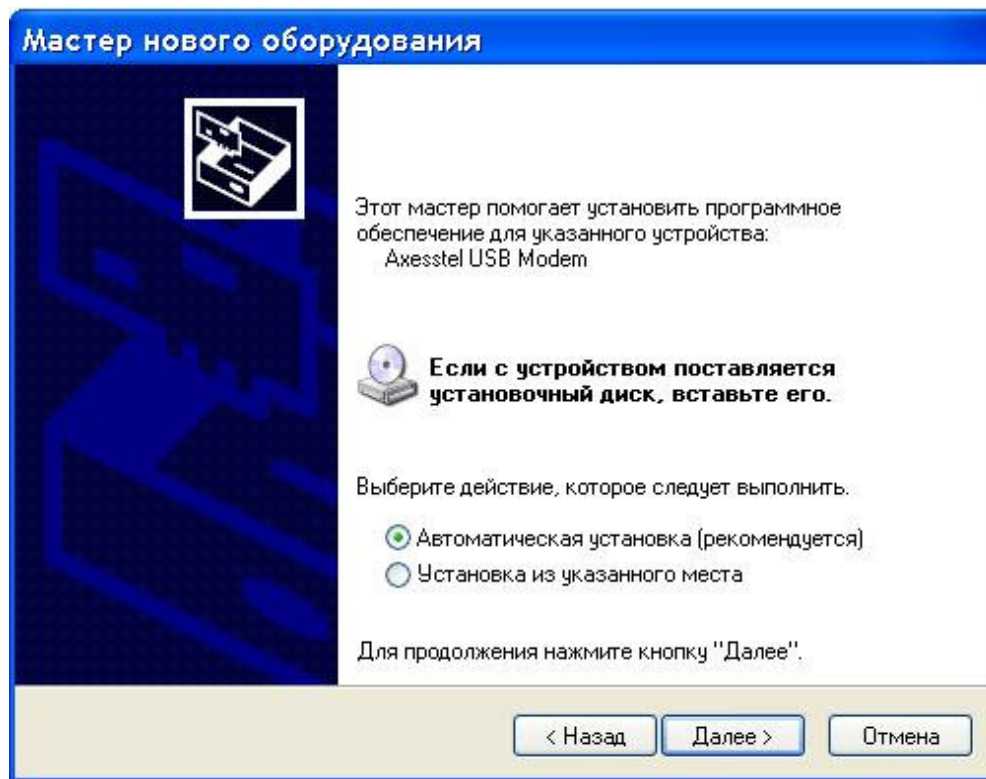 Мастер нового оборудования
Этот мастер помогает установить программное
обеспечение для указанного устройства:
Axesstel USB Modem
Если с устройством поставляется
установочный диск, вставьте его.
Выберите действие, которое следует выполнить.
Автоматическая установка (рекомендуется)
Установка из указанного места
Для продолжения нажмите кнопку "Далее".
< Назад
Далее >
Отмена